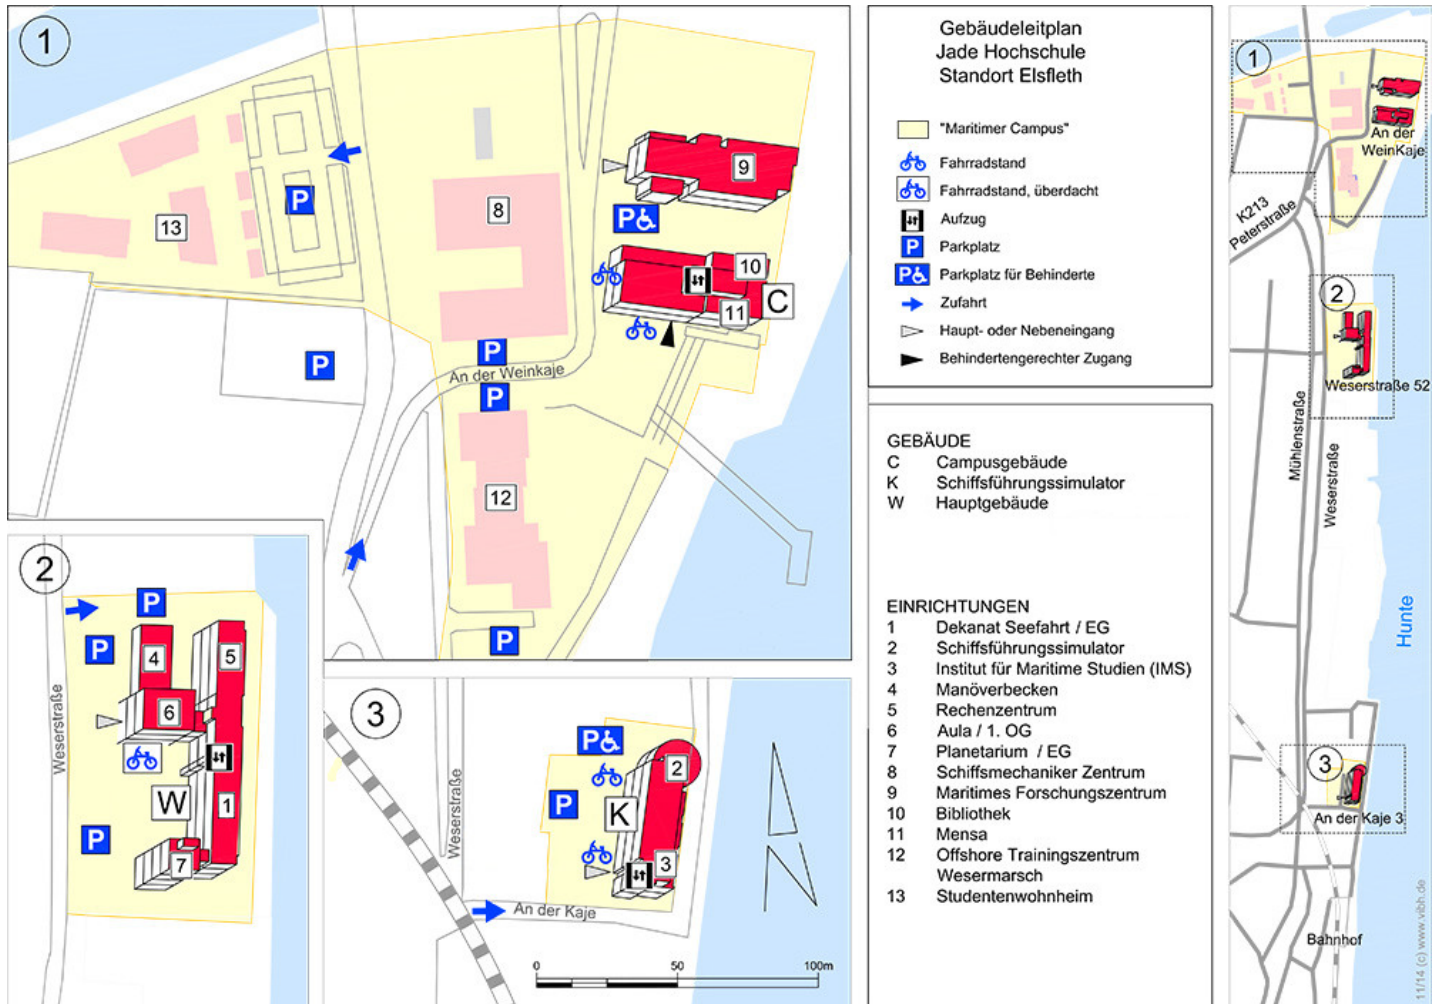 1
13
P
8
9
P
10
11
C
P
P
An der Weinkaje
P
12
P
2
P
P
4
5
6
Weserstraße
W
1
P
7
3
P
2
P
K
3
Weserstraße
An der Kaje
0
50
100m
Gebäudeleitplan
Jade Hochschule
Standort Elsfleth
"Maritimer Campus"
Fahrradstand
Fahrradstand, überdacht
Aufzug
P Parkplatz
P Parkplatz für Behinderte
Zufahrt
Haupt- oder Nebeneingang
Behindertengerechter Zugang
GEBÄUDE
C Campusgebäude
K Schiffsführungssimulator
W Hauptgebäude
EINRICHTUNGEN
1 Dekanat Seefahrt / EG
2 Schiffsführungssimulator
3 Institut für Maritime Studien (IMS)
4 Manöverbecken
5 Rechenzentrum
6 Aula / 1. OG
7 Planetarium / EG
8 Schiffsmechaniker Zentrum
9 Maritimes Forschungszentrum
10 Bibliothek
11 Mensa
12 Offshore Trainingszentrum
Wesermarsch
13 Studentenwohnheim
1
An der
WeinKaje
K213
Peterstraße
2
Weserstraße 52
Mühlenstraße
Weserstraße
Hunte
3
An der Kaje 3
Bahnhof
11/14 (c) www.vibh.de